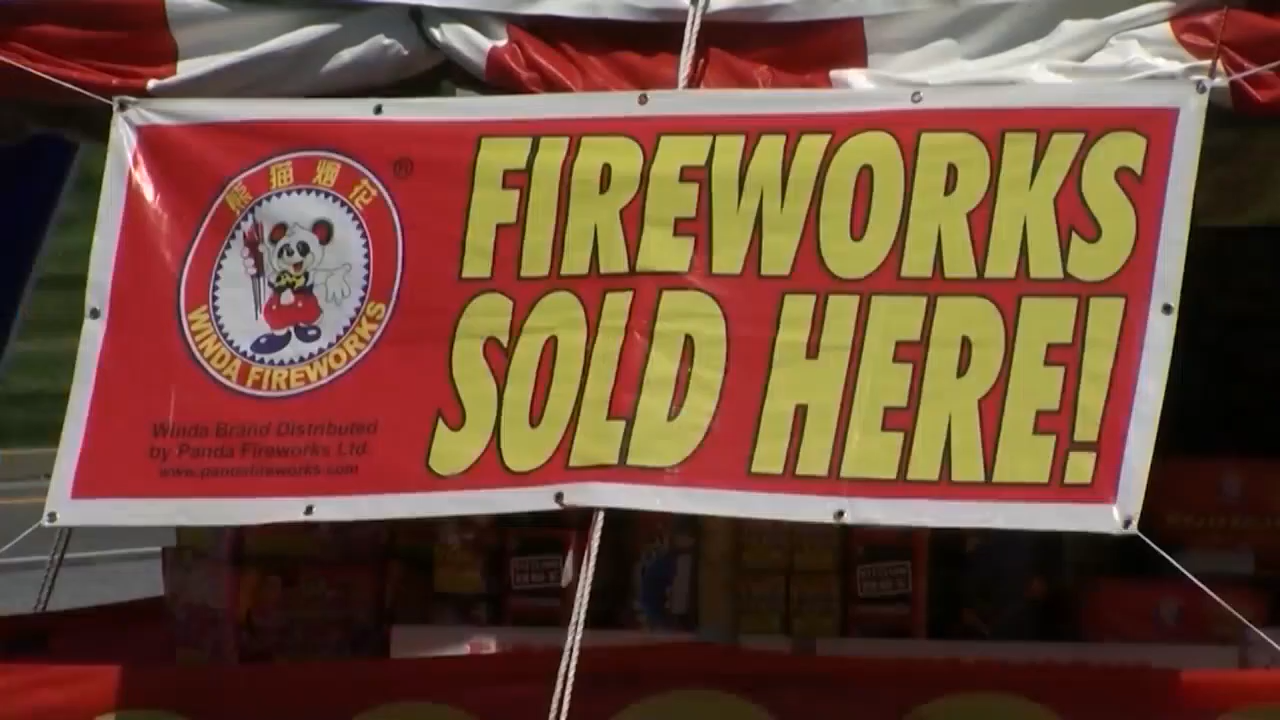 熊猫烟花
®
WINDA FIREWORKS
Winda Brand Distributed
by Panda Fireworks Ltd.
www.pandafireworks.com
FIREWORKS
SOLD HERE!